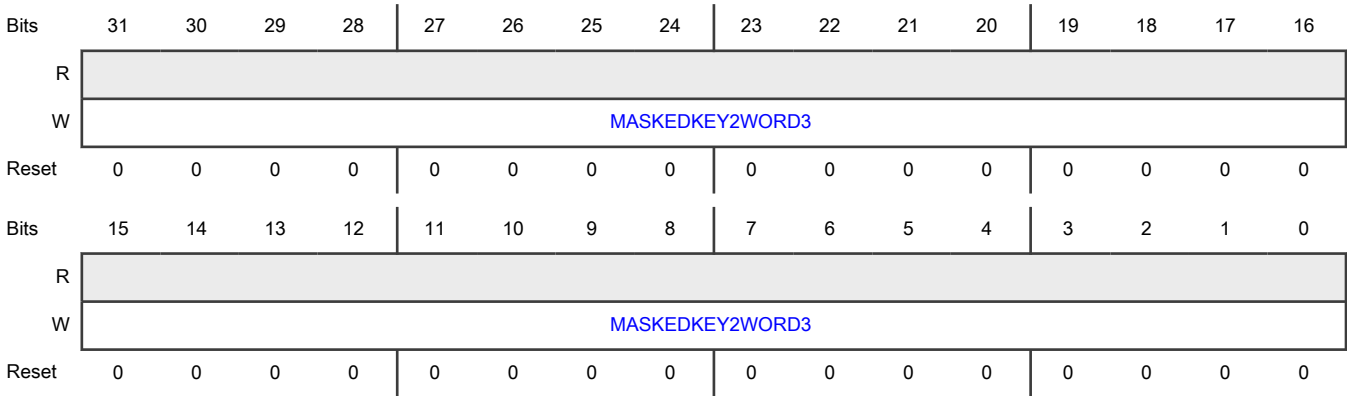 Bits 31 30 29 28 27 26 25 24 23 22 21 20 19 18 17 16
R
W MASKEDKEY2WORD3
Reset 0 0 0 0 0 0 0 0 0 0 0 0 0 0 0 0
Bits 15 14 13 12 11 10 9 8 7 6 5 4 3 2 1 0
R
W MASKEDKEY2WORD3
Reset 0 0 0 0 0 0 0 0 0 0 0 0 0 0 0 0